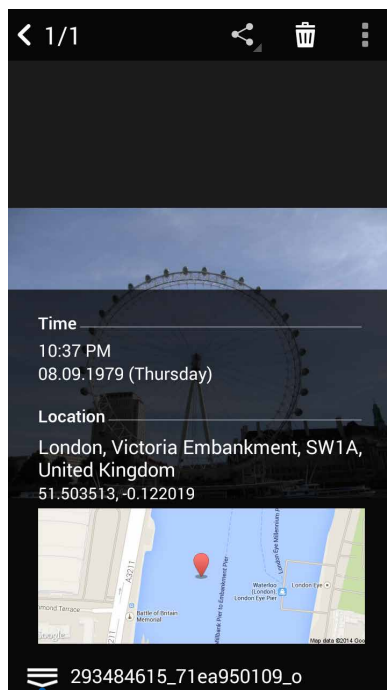 1/1
Time
10:37 PM
08.09.1979 (Thursday)
Location
London, Victoria Embankment, SW1A,
United Kingdom
51.503513, -0.122019
A3211
Battle of Britain
Memorial
Millbank Pier to Embankment Pier
London Eye Millennium P
Waterloo
(London)
London Eye Pier
London Eye
Google
Map data ©2014 Goo
293484615_71ea950109_o